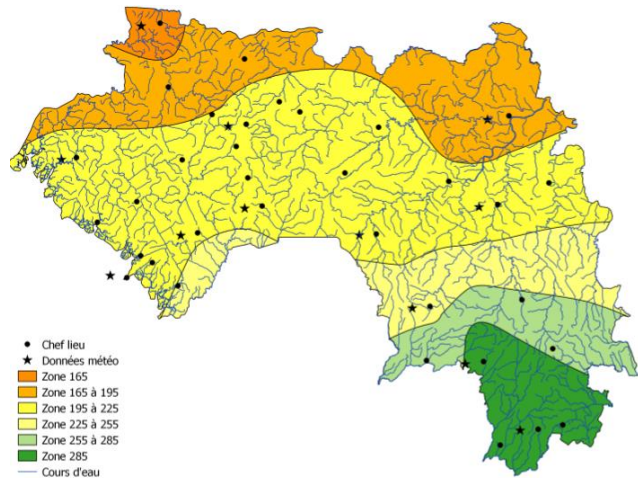 Chef lieu
Données météo
Zone 165
Zone 165 à 195
Zone 195 à 225
Zone 225 à 255
Zone 255 à 285
Zone 285
Cours d'eau